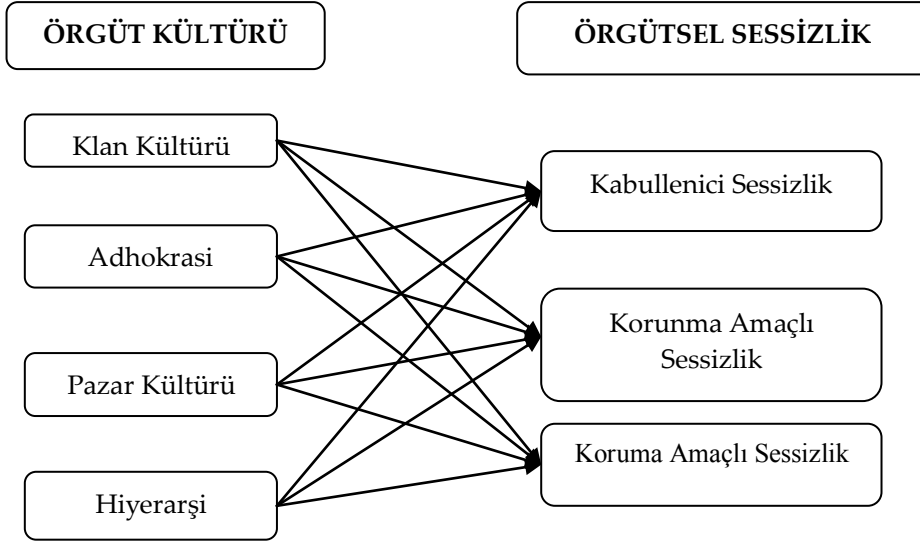 ÖRGÜT KÜLTÜRÜ
ÖRGÜTSEL SESSİZLİK
Klan Kültürü
Adhokrasi
Pazar Kültürü
Hiyerarşi
Kabullenici Sessizlik
Korunma Amaçlı
Sessizlik
Koruma Amaçlı Sessizlik